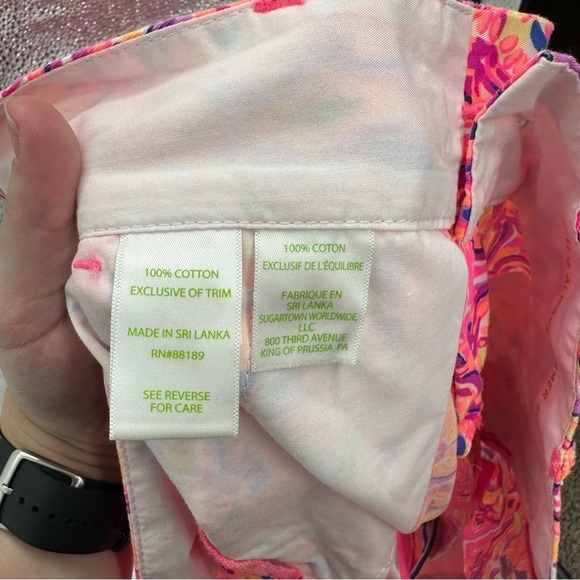 100% COTTON
EXCLUSIVE OF TRIM
MADE IN SRI LANKA
RN#88189
SEE REVERSE
FOR CARE
100% COTON
EXCLUSIF DE L'ÉQUILIBRE
FABRIQUE EN
SRI LANKA
SUGARTOWN WORLDWIDE,
LLC
800 THIRD AVENUE
KING OF PRUSSIA, PA